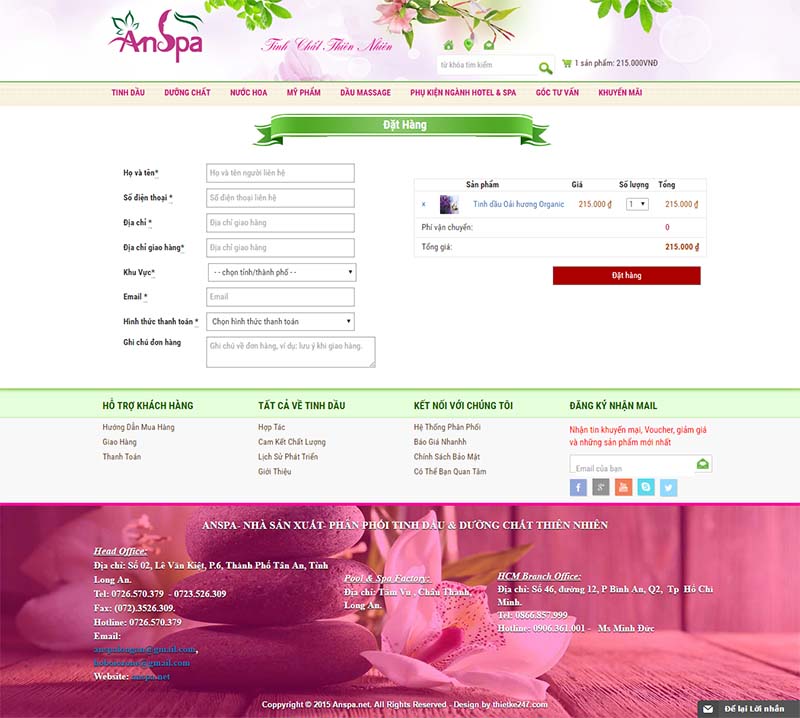 AnSpa
Tinh Chất Thiên Nhiên
từ khóa tìm kiếm
1 sản phẩm: 215.000VNĐ
TINH DẦU
DƯỠNG CHẤT
NƯỚC HOA
MỸ PHẨM
DẦU MASSAGE
PHỤ KIỆN NGÀNH HOTEL & SPA
GÓC TƯ VẤN
KHUYẾN MÃI
Đặt Hàng
Họ và tên*
Họ và tên người liên hệ
Số điện thoại *
Số điện thoại liên hệ
Địa chỉ *
Địa chỉ giao hàng
Địa chỉ giao hàng*
Địa chỉ giao hàng
Khu Vực*
- - chọn tỉnh/thành phố - -
Email *
Email
Hình thức thanh toán *
Chọn hình thức thanh toán
Ghi chú đơn hàng
Ghi chú về đơn hàng, ví dụ: lưu ý khi giao hàng.
Sản phẩm Giá Số lượng Tổng
x Tinh dầu Oải hương Organic 215.000 ₫ 1 215.000 ₫
Phí vận chuyển: 0
Tổng giá: 215.000 ₫
Đặt hàng
HỖ TRỢ KHÁCH HÀNG
Hướng Dẫn Mua Hàng
Giao Hàng
Thanh Toán
TẤT CẢ VỀ TINH DẦU
Hợp Tác
Cam Kết Chất Lượng
Lịch Sử Phát Triển
Giới Thiệu
KẾT NỐI VỚI CHÚNG TÔI
Hệ Thống Phân Phối
Báo Giá Nhanhh
Chính Sách Bảo Mật
Có Thể Bạn Quan Tâm
ĐĂNG KÝ NHẬN MAIL
Nhận tin khuyến mại, Voucher, giảm giá
và những sản phẩm mới nhất
Email của bạn
ANSPA- NHÀ SẢN XUẤT- PHÂN PHỐI TINH DẦU & DƯỠNG CHẤT THIÊN NHIÊN
Head Office:
Địa chỉ: Số 02, Lê Văn Kiệt, P.6, Thành Phố Tân An, Tỉnh
Long An.
Tel: 0726.570.379 - 0723.526.309
Fax: (072).3526.309.
Hotline: 0726.570.379
Email:
Website: anspa.net
Pool & Spa Factory:
Địa chỉ: Tầm Vu , Châu Thành,
Long An.
HCM Branch Office:
Địa chỉ: Số 46, đường 12, P Bình An, Q2, Tp Hồ Chí
Minh.
Tel: 0866.857.999
Hotline: 0906.361.001 - Ms Minh Đức
Coppyright © 2015 Anspa.net. All Rights Reserved - Design by thietke247.com
Để lại Lời nhắn